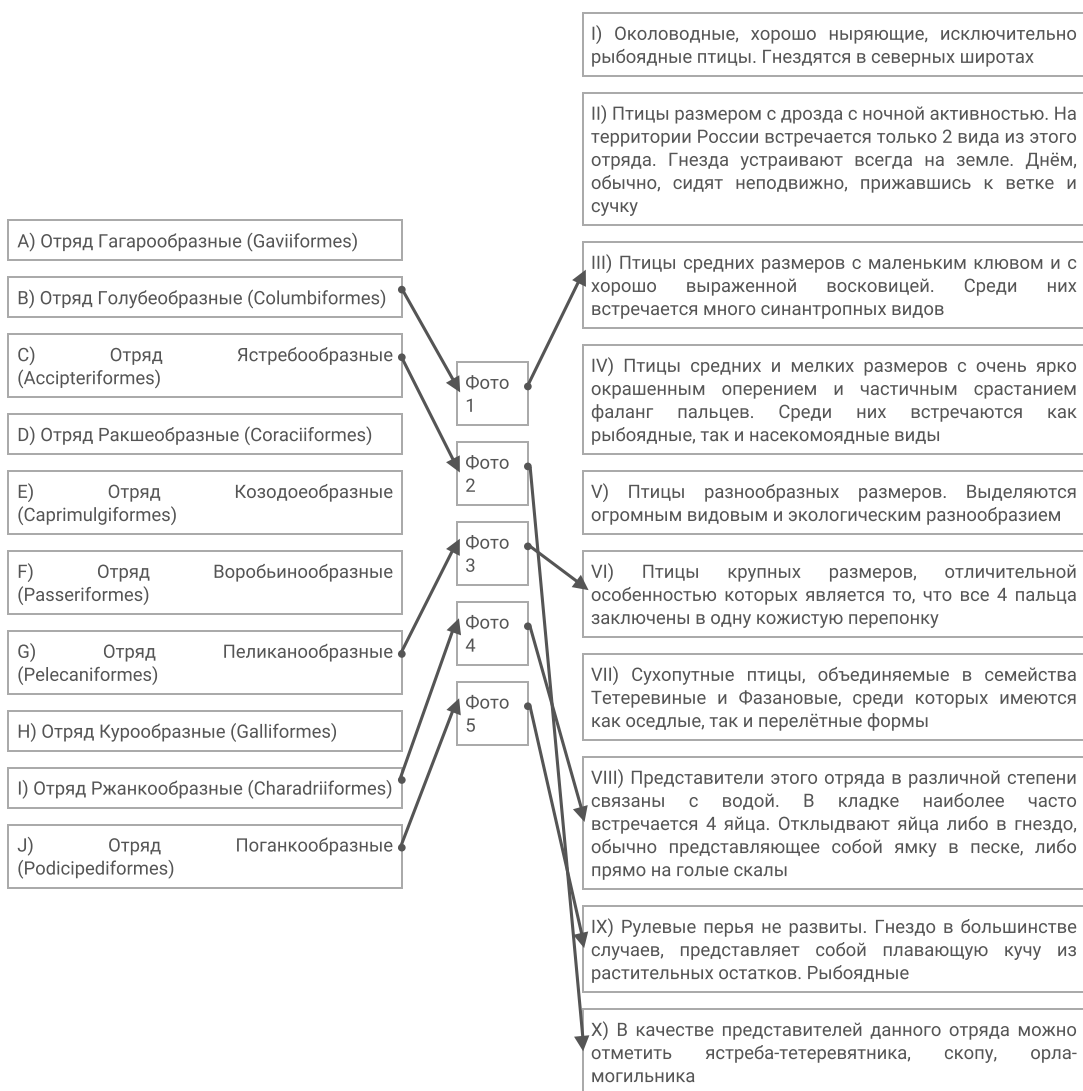 А) Отряд Гагарообразные (Gaviiformes)
B) Отряд Голубеобразные (Columbiformes)
C) Отряд Ястребообразные
(Accipteriformes)
D) Отряд Ракшеобразные (Coraciiformes)
E) Отряд Козодоеобразные
(Caprimulgiformes)
F) Отряд Воробьинообразные
(Passeriformes)
G) Отряд Пеликанообразные
(Pelecaniformes)
H) Отряд Курообразные (Galliformes)
I) Отряд Ржанкообразные (Charadriiformes)
J) Отряд Поганкообразные
(Podicipediformes)
Фото
1
Фото
2
Фото
3
Фото
4
Фото
5
I) Околоводные, хорошо ныряющие, исключительно
рыбоядные птицы. Гнездятся в северных широтах
II) Птицы размером с дрозда с ночной активностью. На
территории России встречается только 2 вида из этого
отряда. Гнезда устраивают всегда на земле. Днём,
обычно, сидят неподвижно, прижавшись к ветке и
сучку
III) Птицы средних размеров с маленьким клювом и с
хорошо выраженной восковицей. Среди них
встречается много синантропных видов
IV) Птицы средних и мелких размеров с очень ярко
окрашенным оперением и частичным срастанием
фаланг пальцев. Среди них встречаются как
рыбоядные, так и насекомоядные виды
V) Птицы разнообразных размеров. Выделяются
огромным видовым и экологическим разнообразием
VI) Птицы крупных размеров, отличительной
особенностью которых является то, что все 4 пальца
заключены в одну кожистую перепонку
VII) Сухопутные птицы, объединяемые в семейства
Тетеревиные и Фазановые, среди которых имеются
как оседлые, так и перелётные формы
VIII) Представители этого отряда в различной степени
связаны с водой. В кладке наиболее часто
встречается 4 яйца. Отклыдвают яйца либо в гнездо,
обычно представляющее собой ямку в песке, либо
прямо на голые скалы
IX) Рулевые перья не развиты. Гнездо в большинстве
случаев, представляет собой плавающую кучу из
растительных остатков. Рыбоядные
X) В качестве представителей данного отряда можно
отметить ястреба-тетеревятника, скопу, орла-
могильника